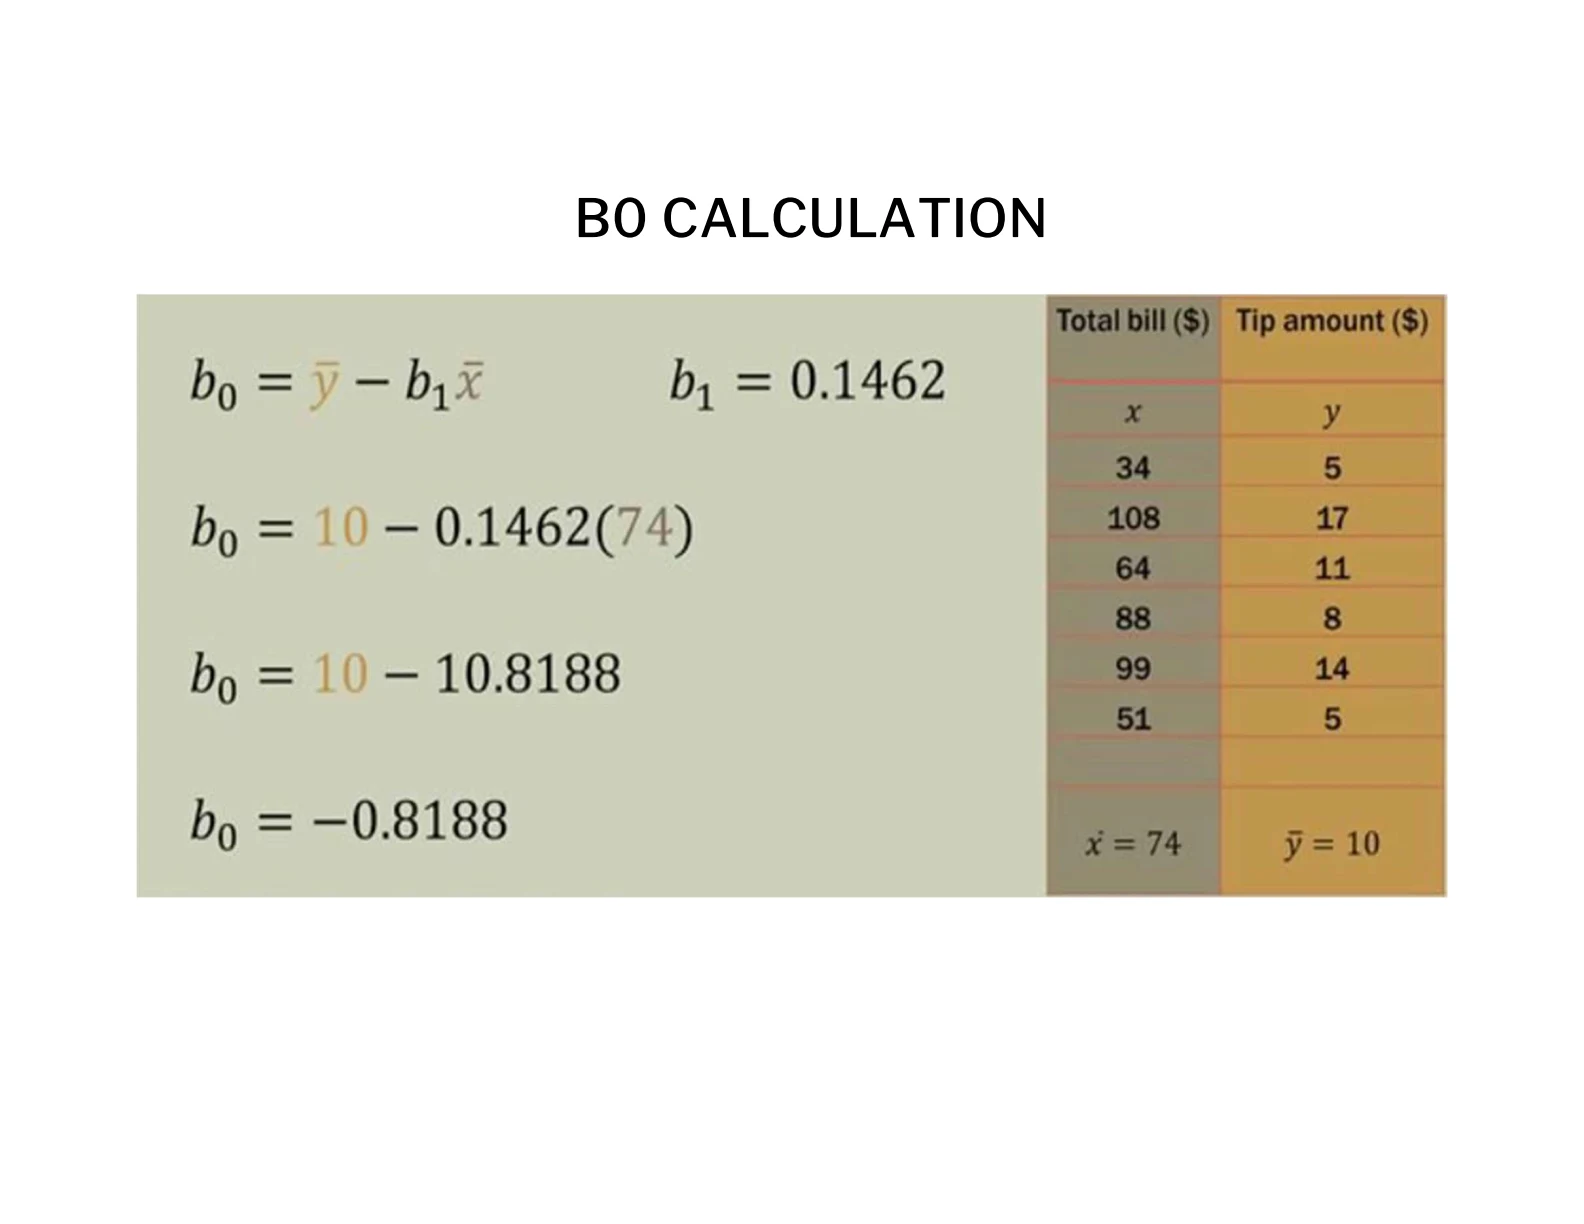 B0 CALCULATION
b₀ = ȳ − b₁x̄
b₁ = 0.1462
b₀ = 10 − 0.1462(74)
b₀ = 10 − 10.8188
b₀ = −0.8188
Total bill ($) Tip amount ($)
x y
34 5
108 17
64 11
88 8
99 14
51 5
x̄ = 74 ȳ = 10